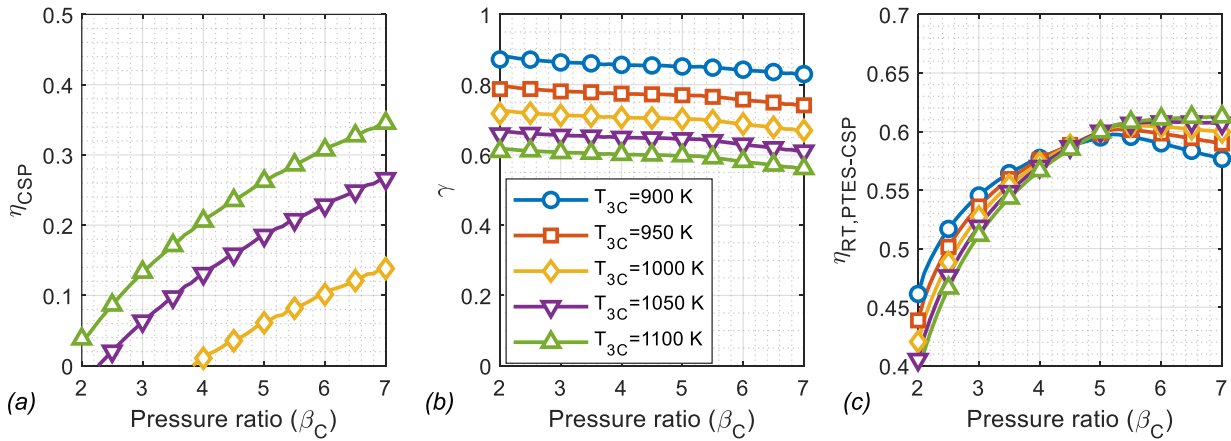 0.5
0.4
0.3
0.2
0.1
0
η_CSP
2 3 4 5 6 7
(a) Pressure ratio (β_C)
1
0.8
0.6
0.4
0.2
0
γ
T_3C=900 K
T_3C=950 K
T_3C=1000 K
T_3C=1050 K
T_3C=1100 K
2 3 4 5 6 7
(b) Pressure ratio (β_C)
0.7
0.65
0.6
0.55
0.5
0.45
0.4
η_RT,PTES-CSP
2 3 4 5 6 7
(c) Pressure ratio (β_C)